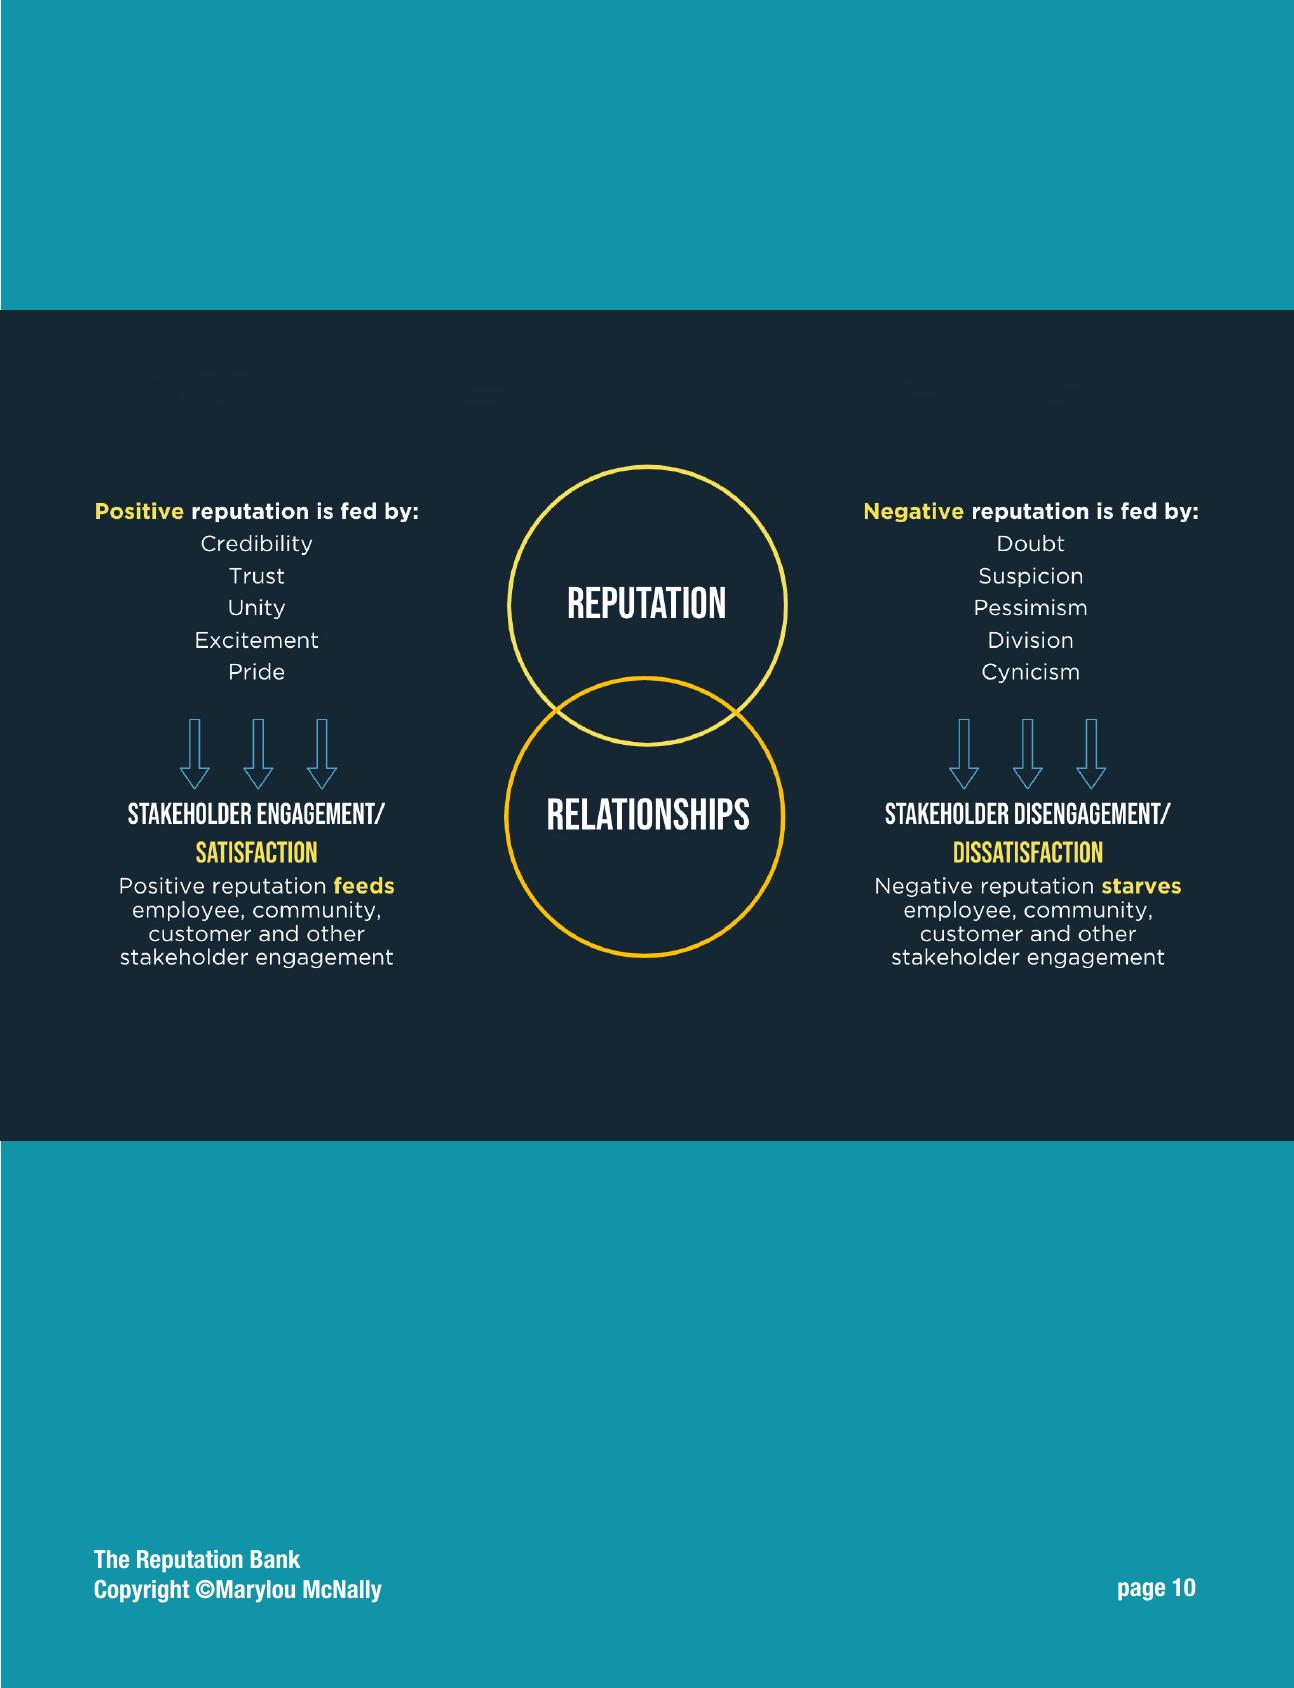 Positive reputation is fed by:
Credibility
Trust
Unity
Excitement
Pride
STAKEHOLDER ENGAGEMENT/
SATISFACTION
Positive reputation feeds
employee, community,
customer and other
stakeholder engagement
REPUTATION
RELATIONSHIPS
Negative reputation is fed by:
Doubt
Suspicion
Pessimism
Division
Cynicism
STAKEHOLDER DISENGAGEMENT/
DISSATISFACTION
Negative reputation starves
employee, community,
customer and other
stakeholder engagement
The Reputation Bank
Copyright ©Marylou McNally
page 10